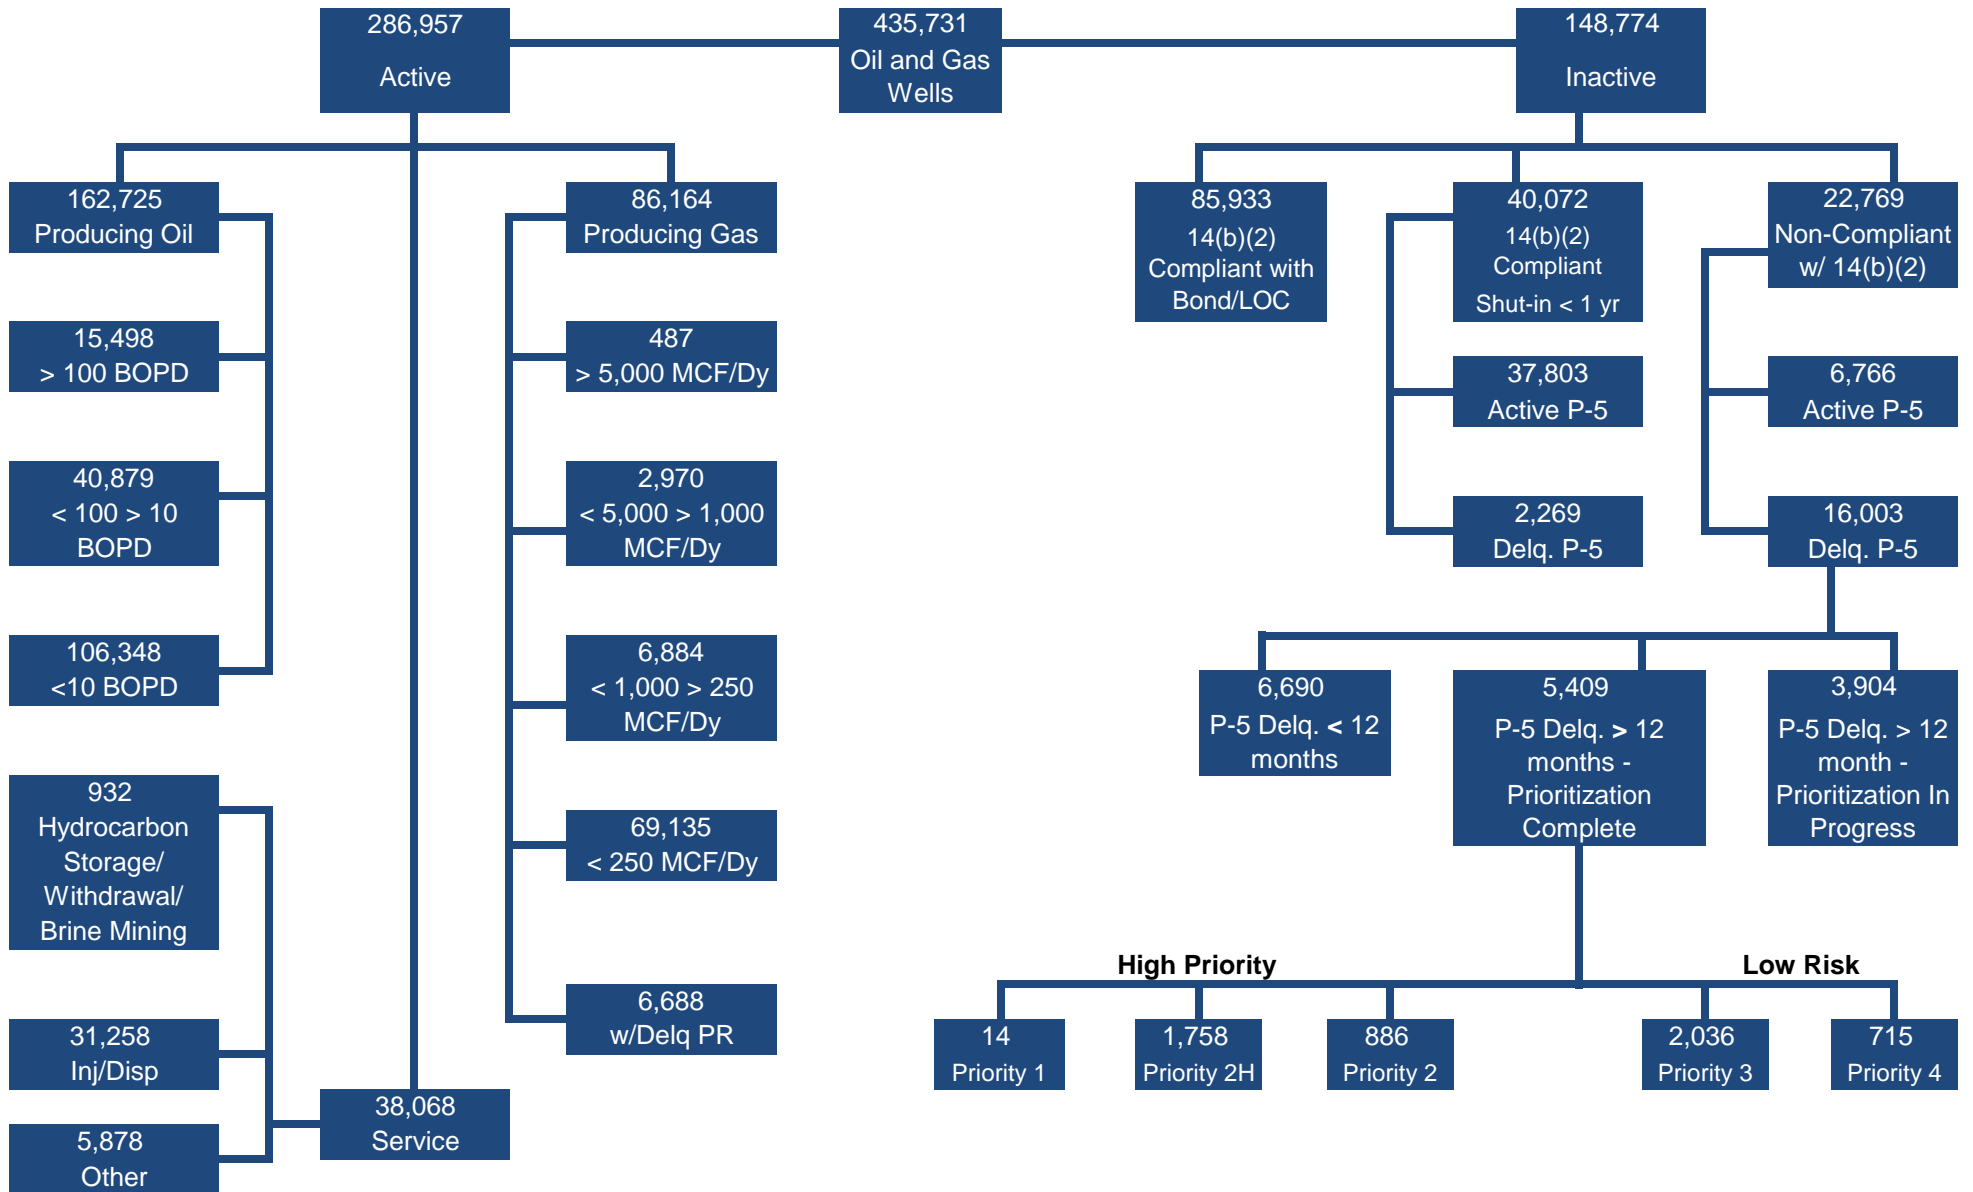 286,957
Active
435,731
Oil and Gas
Wells
148,774
Inactive
162,725
Producing Oil
15,498
> 100 BOPD
40,879
< 100 > 10
BOPD
106,348
<10 BOPD
932
Hydrocarbon
Storage/
Withdrawal/
Brine Mining
31,258
Inj/Disp
5,878
Other
38,068
Service
86,164
Producing Gas
487
> 5,000 MCF/Dy
2,970
< 5,000 > 1,000
MCF/Dy
6,884
< 1,000 > 250
MCF/Dy
69,135
< 250 MCF/Dy
6,688
w/Delq PR
85,933
14(b)(2)
Compliant with
Bond/LOC
40,072
14(b)(2)
Compliant
Shut-in < 1 yr
37,803
Active P-5
2,269
Delq. P-5
22,769
Non-Compliant
w/ 14(b)(2)
6,766
Active P-5
16,003
Delq. P-5
6,690
P-5 Delq. < 12
months
5,409
P-5 Delq. > 12
months -
Prioritization
Complete
3,904
P-5 Delq. > 12
month -
Prioritization In
Progress
High Priority
Low Risk
14
Priority 1
1,758
Priority 2H
886
Priority 2
2,036
Priority 3
715
Priority 4